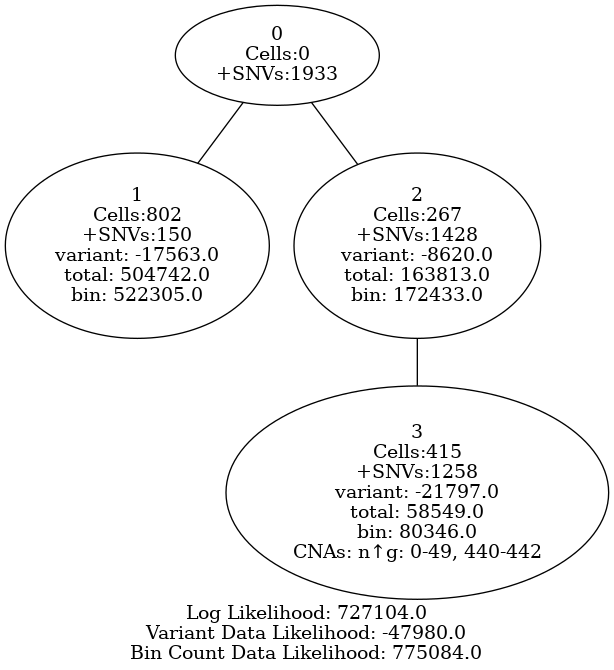 0
Cells:0
+SNVs:1933
1
Cells:802
+SNVs:150
variant: -17563.0
total: 504742.0
bin: 522305.0
2
Cells:267
+SNVs:1428
variant: -8620.0
total: 163813.0
bin: 172433.0
3
Cells:415
+SNVs:1258
variant: -21797.0
total: 58549.0
bin: 80346.0
CNAs: n↑g: 0-49, 440-442
Log Likelihood: 727104.0
Variant Data Likelihood: -47980.0
Bin Count Data Likelihood: 775084.0